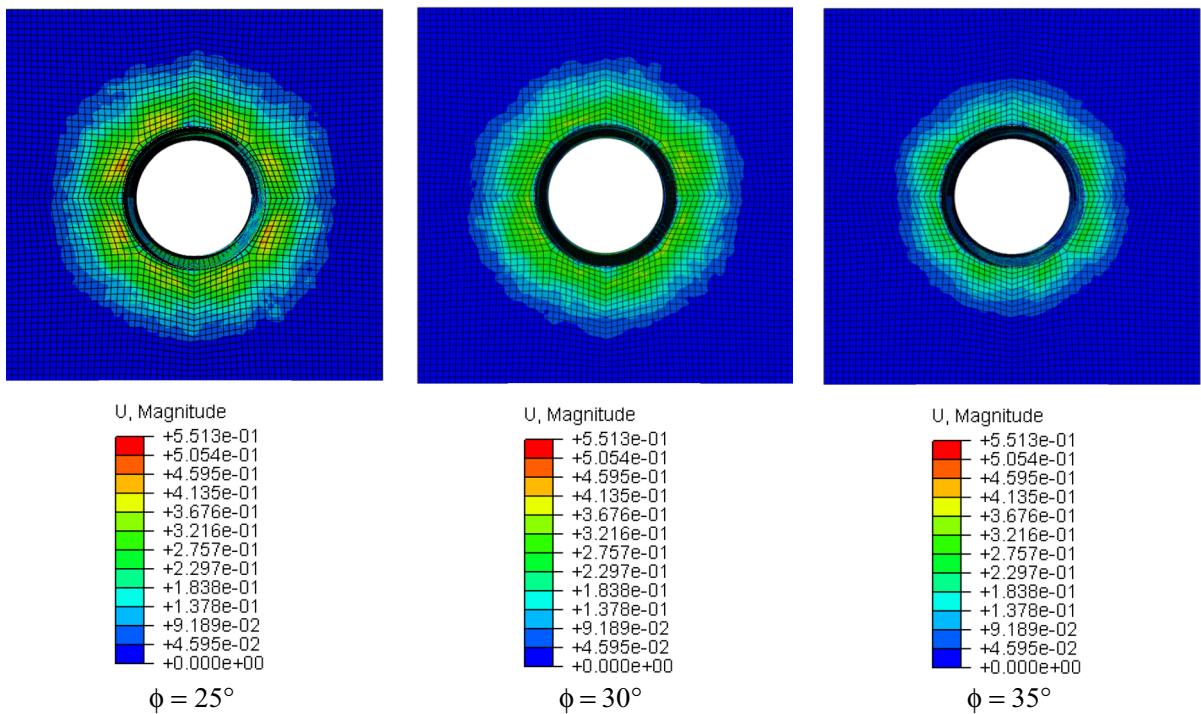 U, Magnitude
+5.513e-01
+5.054e-01
+4.595e-01
+4.135e-01
+3.676e-01
+3.216e-01
+2.757e-01
+2.297e-01
+1.838e-01
+1.378e-01
+9.189e-02
+4.595e-02
+0.000e+00
ϕ = 25°
U, Magnitude
+5.513e-01
+5.054e-01
+4.595e-01
+4.135e-01
+3.676e-01
+3.216e-01
+2.757e-01
+2.297e-01
+1.838e-01
+1.378e-01
+9.189e-02
+4.595e-02
+0.000e+00
ϕ = 30°
U, Magnitude
+5.513e-01
+5.054e-01
+4.595e-01
+4.135e-01
+3.676e-01
+3.216e-01
+2.757e-01
+2.297e-01
+1.838e-01
+1.378e-01
+9.189e-02
+4.595e-02
+0.000e+00
ϕ = 35°